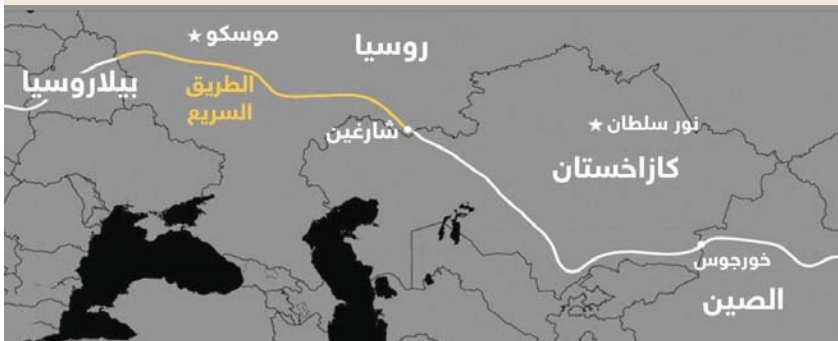 روسيا
موسكو
بيلاروسيا
الطريق
السريع
شارغين
نور سلطان
كازاخستان
خورجوس
الصين